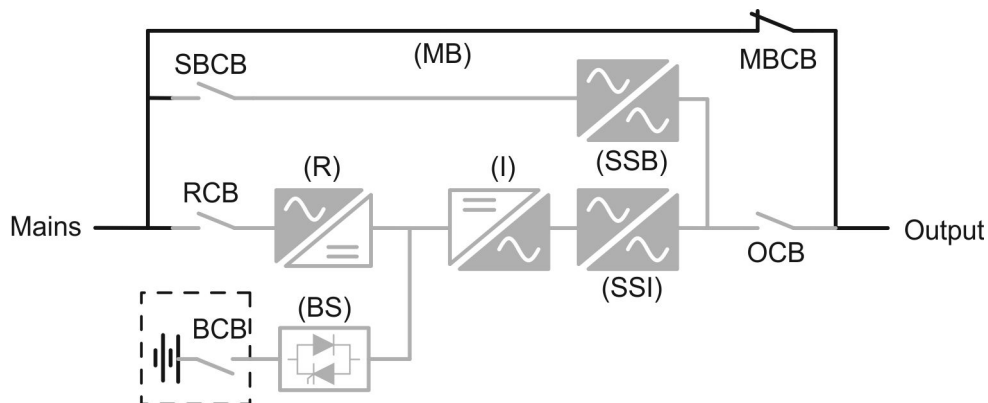 (MB)
MBCB
SBCB
(SSB)
(R)
(I)
RCB
Mains
Output
OCB
(SSI)
(BS)
BCB